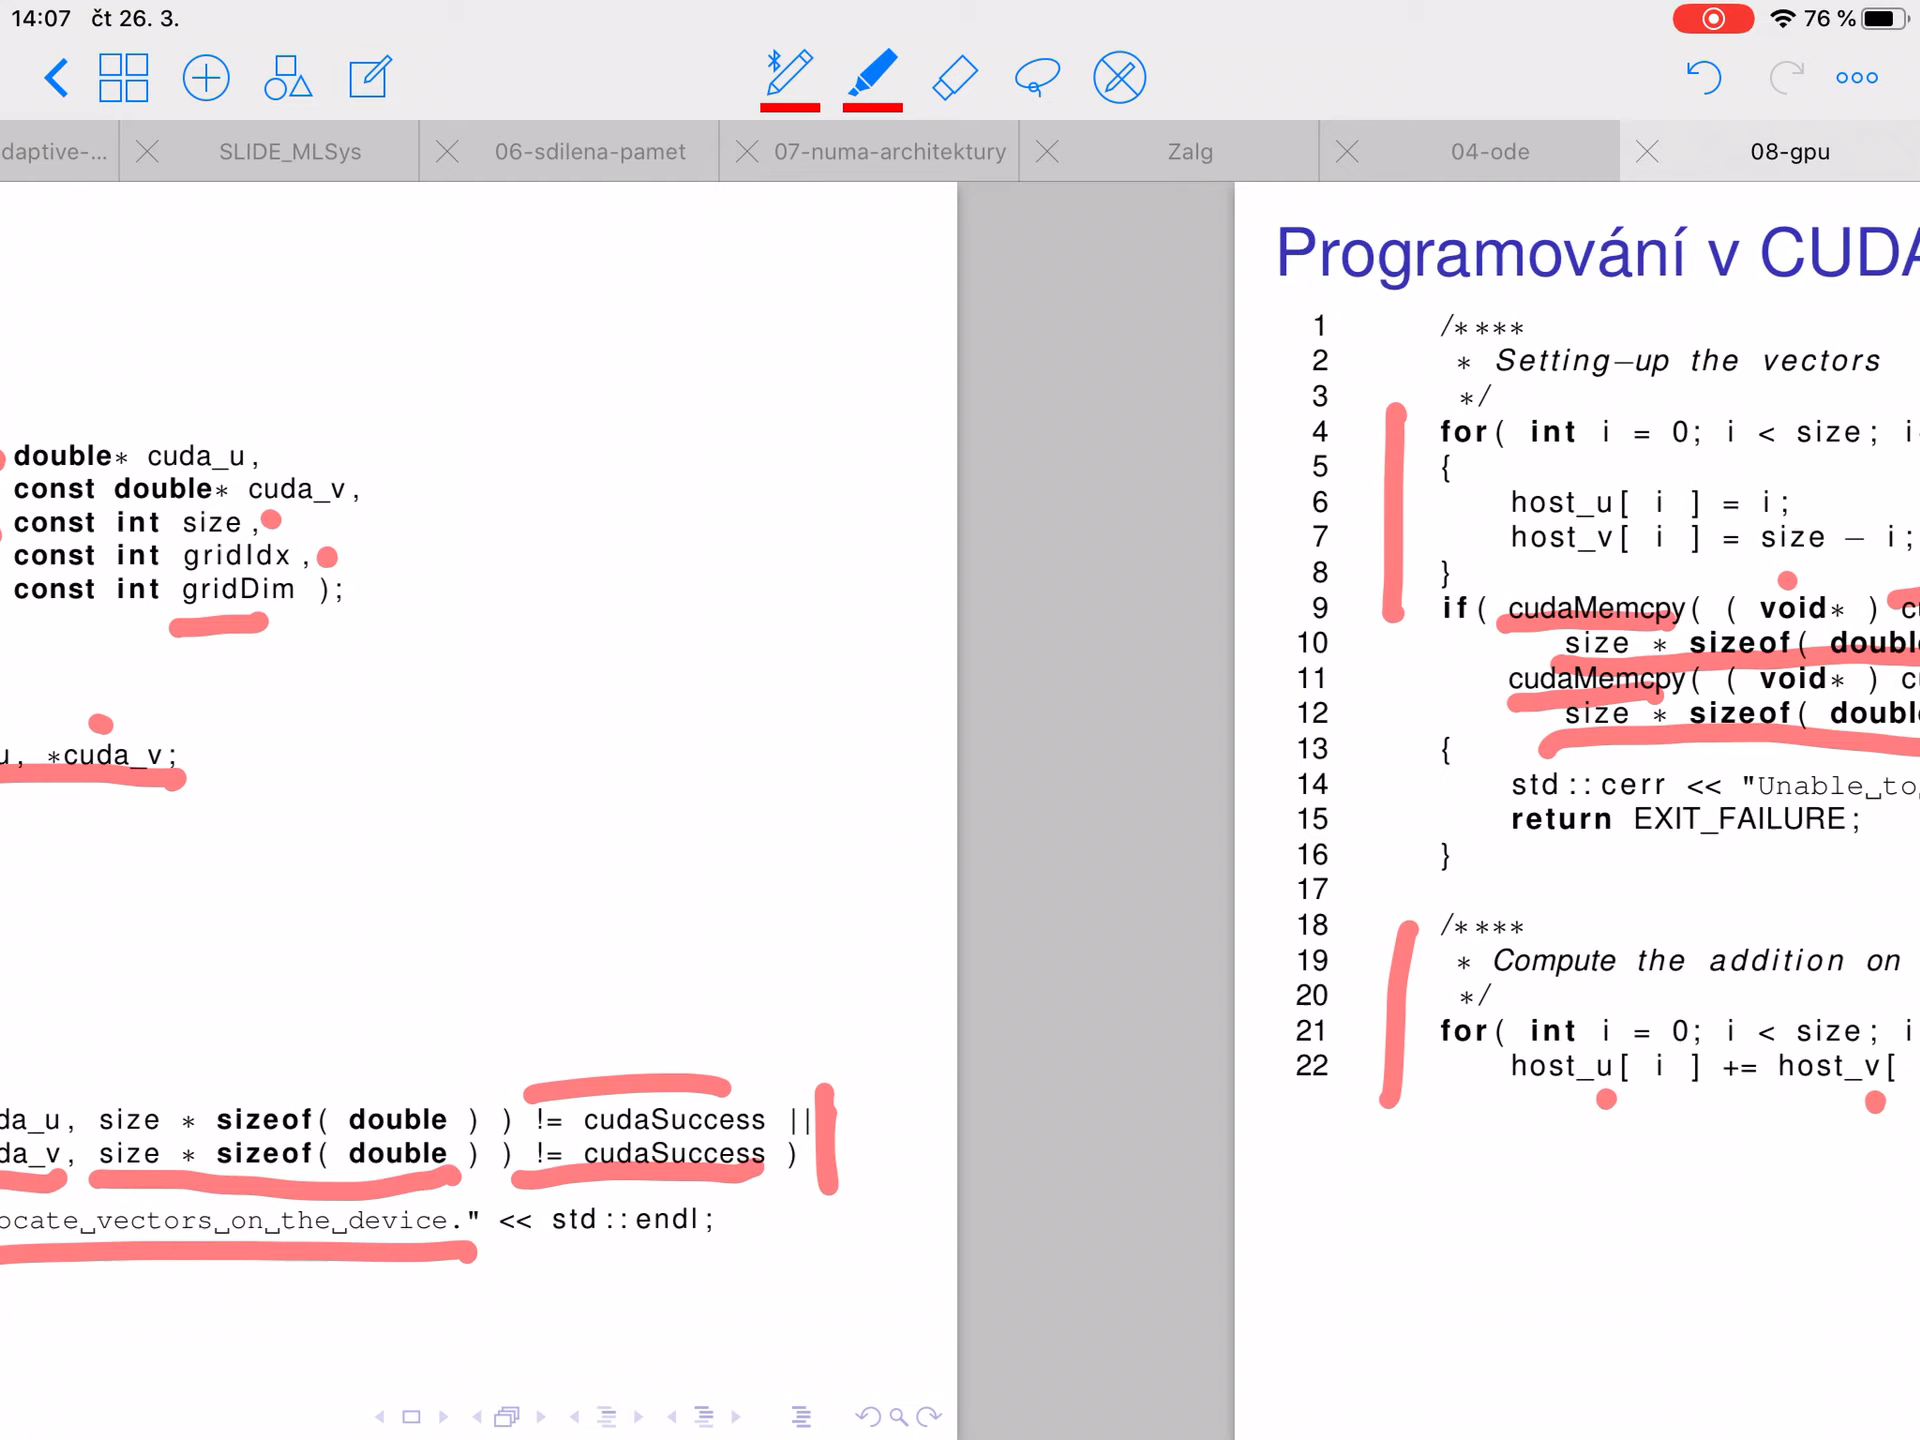 14:07 čt 26. 3.
76 %
daptive-...
SLIDE_MLSys
06-sdilena-pamet
07-numa-architektury
Zalg
04-ode
08-gpu
double* cuda_u,
const double* cuda_v,
const int size,
const int gridIdx,
const int gridDim );
u, *cuda_v;
da_u, size * sizeof( double ) ) != cudaSuccess ||
da_v, size * sizeof( double ) ) != cudaSuccess )
ocate␣vectors␣on␣the␣device." << std::endl;
Programování v CUDA
1 /****
2 * Setting-up the vectors
3 */
4 for( int i = 0; i < size; i
5 {
6 host_u[ i ] = i;
7 host_v[ i ] = size - i;
8 }
9 if( cudaMemcpy( ( void* ) c
10 size * sizeof( doubl
11 cudaMemcpy( ( void* ) c
12 size * sizeof( doubl
13 {
14 std::cerr << "Unable␣to
15 return EXIT_FAILURE;
16 }
17
18 /****
19 * Compute the addition on
20 */
21 for( int i = 0; i < size; i
22 host_u[ i ] += host_v[